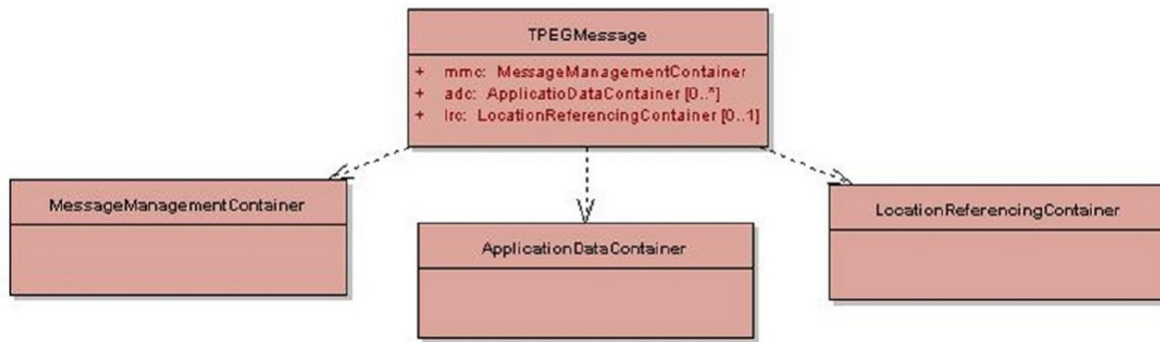 TPEGMessage
+ mmc: MessageManagementContainer
+ adc: ApplicatioDataContainer [0..*]
+ lrc: LocationReferencingContainer [0..1]
MessageManagementContainer
LocationReferencingContainer
ApplicationDataContainer